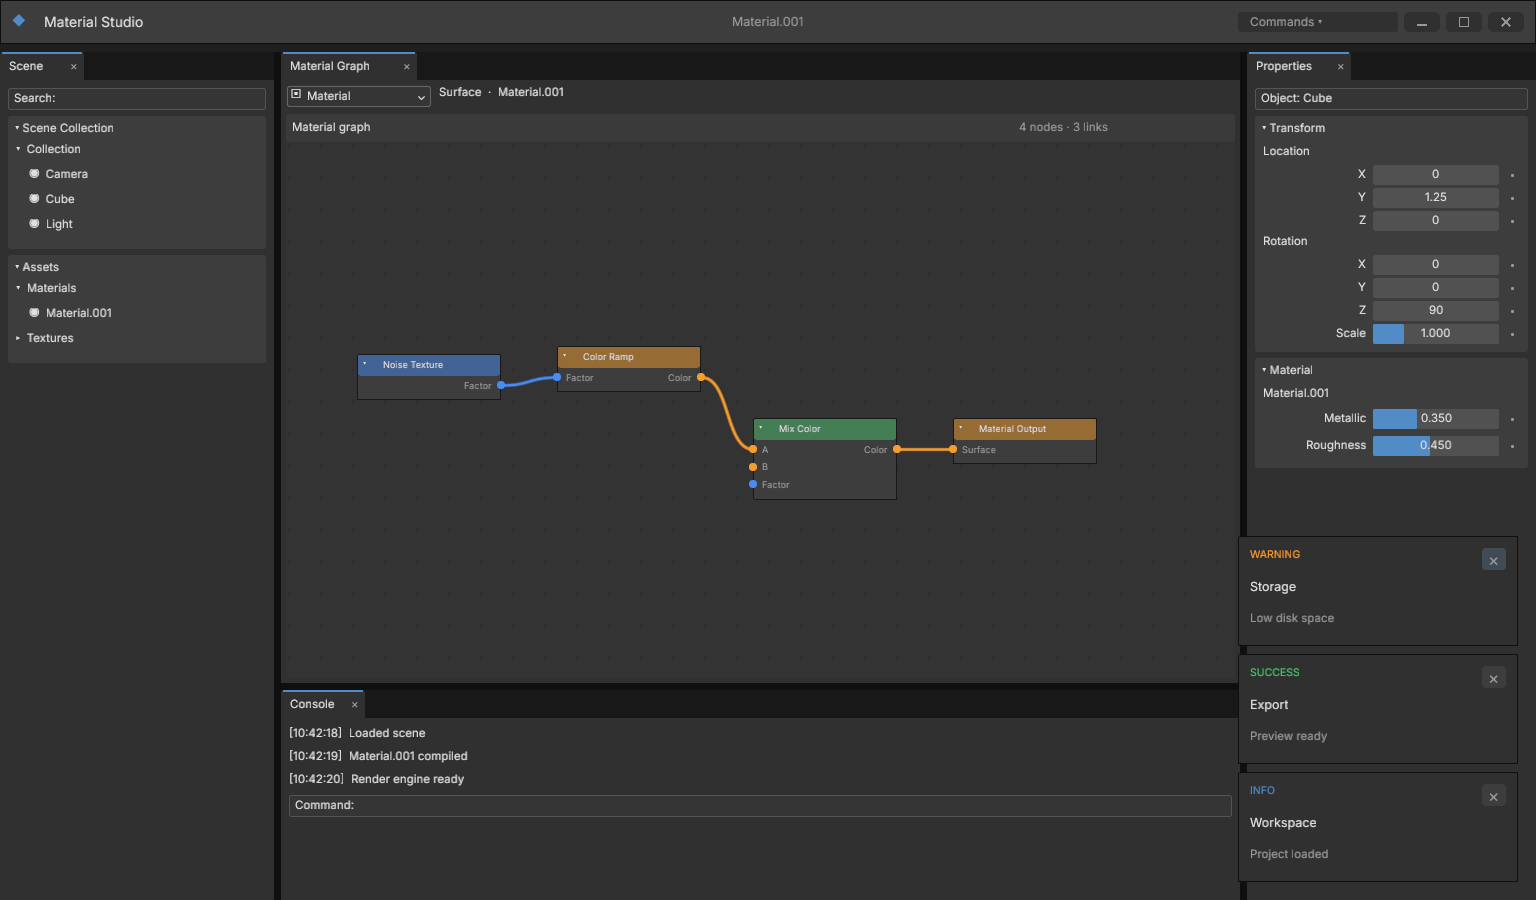 Material Studio
Material.001
Commands
Scene
Search:
Scene Collection
Collection
Camera
Cube
Light
Assets
Materials
Material.001
Textures
Material Graph
Material
Surface · Material.001
Material graph
4 nodes · 3 links
Noise Texture
Factor
Color Ramp
Factor
Color
Mix Color
A
Color
B
Factor
Material Output
Surface
Console
[10:42:18] Loaded scene
[10:42:19] Material.001 compiled
[10:42:20] Render engine ready
Command:
Properties
Object: Cube
Transform
Location
X 0
Y 1.25
Z 0
Rotation
X 0
Y 0
Z 90
Scale 1.000
Material
Material.001
Metallic 0.350
Roughness 0.450
WARNING
Storage
Low disk space
SUCCESS
Export
Preview ready
INFO
Workspace
Project loaded